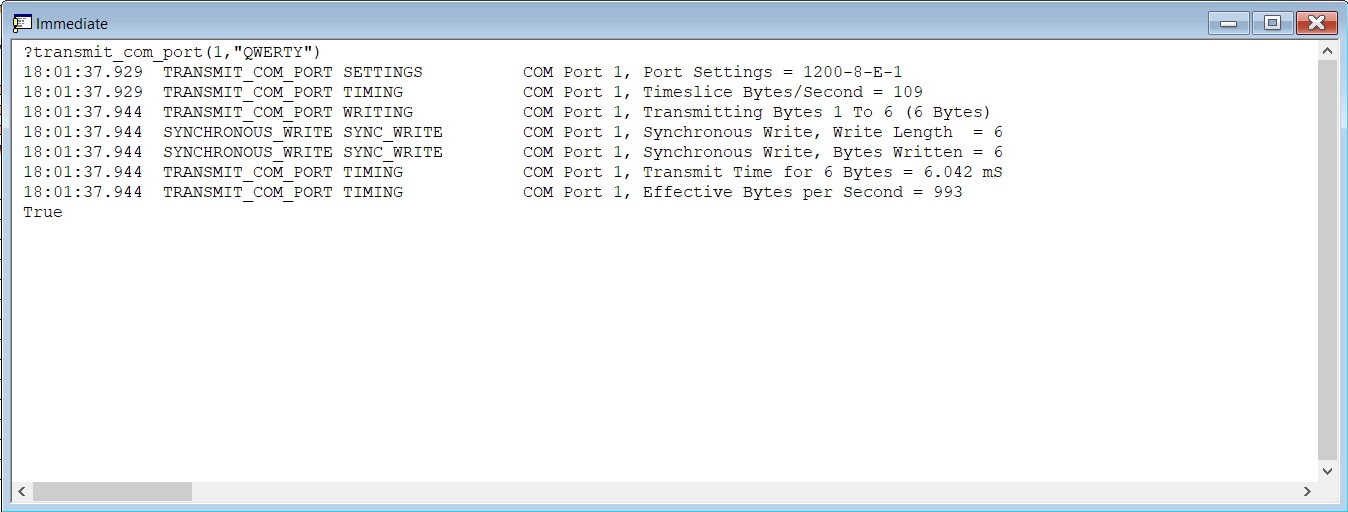 Immediate
?transmit_com_port(1,"QWERTY")
18:01:37.929  TRANSMIT_COM_PORT SETTINGS          COM Port 1, Port Settings = 1200-8-E-1
18:01:37.929  TRANSMIT_COM_PORT TIMING            COM Port 1, Timeslice Bytes/Second = 109
18:01:37.944  TRANSMIT_COM_PORT WRITING           COM Port 1, Transmitting Bytes 1 To 6 (6 Bytes)
18:01:37.944  SYNCHRONOUS_WRITE SYNC_WRITE        COM Port 1, Synchronous Write, Write Length  = 6
18:01:37.944  SYNCHRONOUS_WRITE SYNC_WRITE        COM Port 1, Synchronous Write, Bytes Written = 6
18:01:37.944  TRANSMIT_COM_PORT TIMING            COM Port 1, Transmit Time for 6 Bytes = 6.042 mS
18:01:37.944  TRANSMIT_COM_PORT TIMING            COM Port 1, Effective Bytes per Second = 993
True